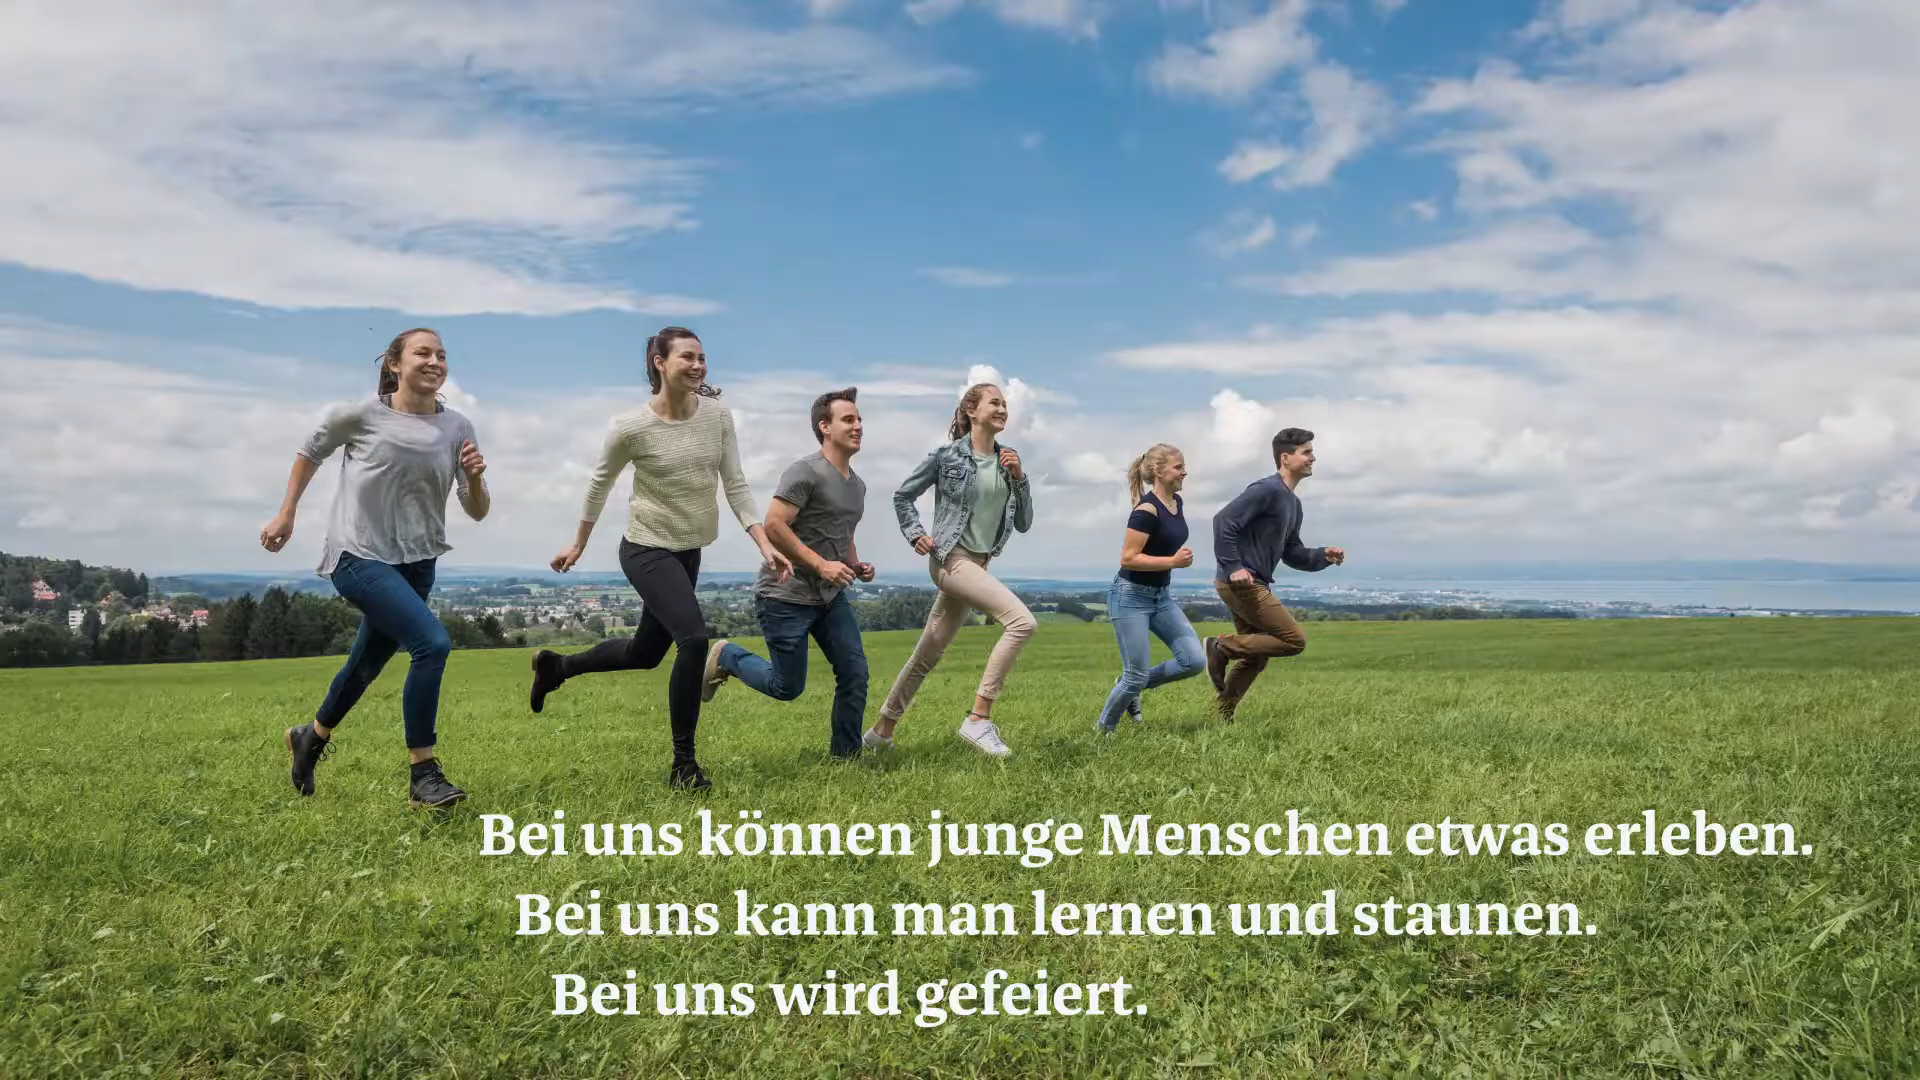 Bei uns können junge Menschen etwas erleben.
Bei uns kann man lernen und staunen.
Bei uns wird gefeiert.